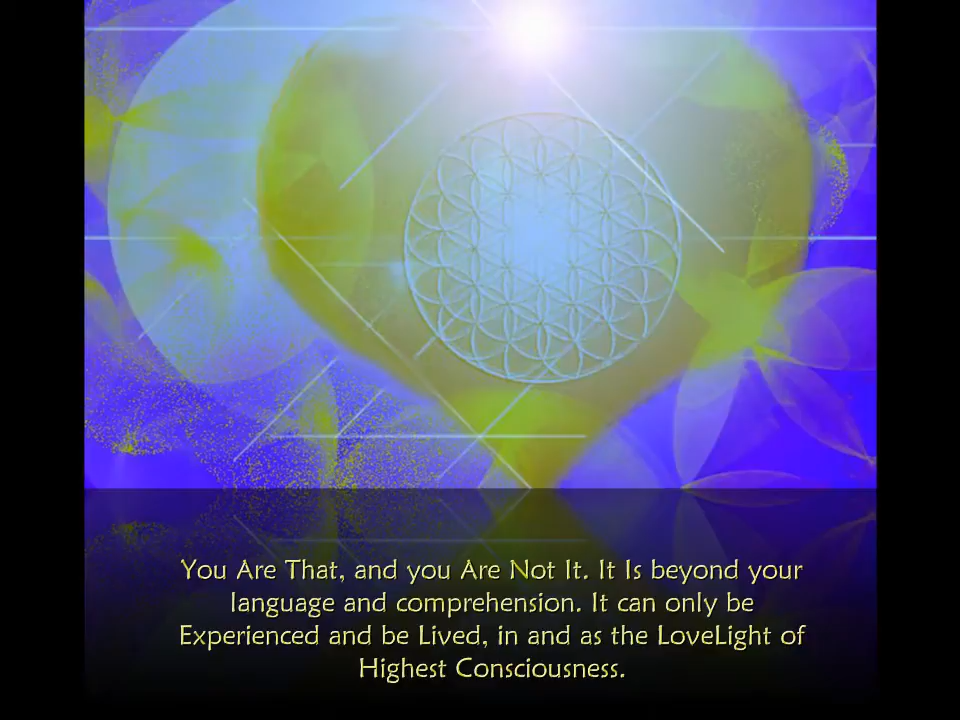 You Are That, and you Are Not It. It Is beyond your
language and comprehension. It can only be
Experienced and be Lived, in and as the LoveLight of
Highest Consciousness.